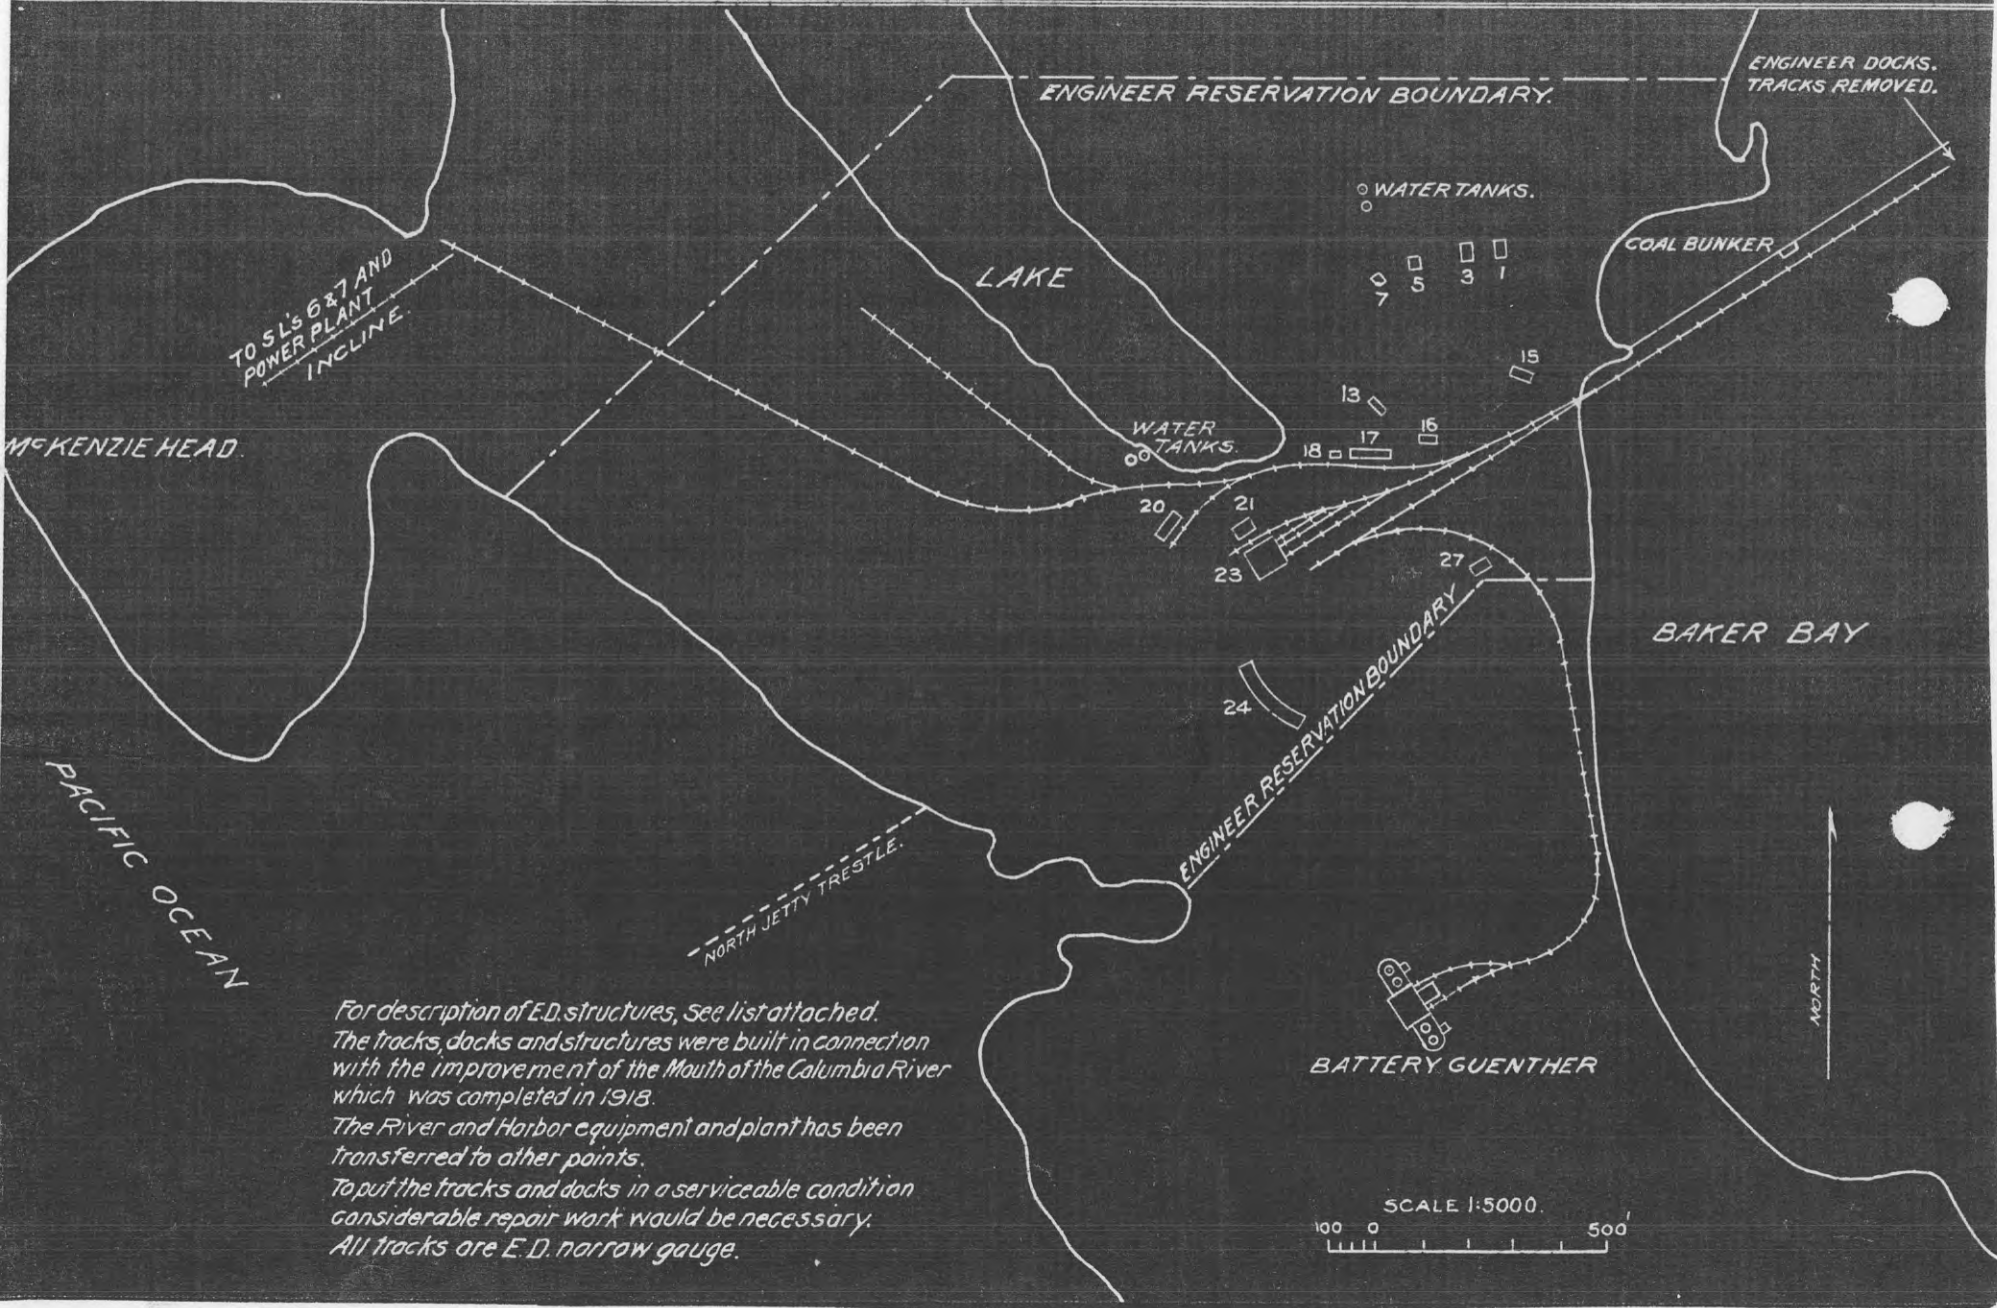 ENGINEER DOCKS.
TRACKS REMOVED.
ENGINEER RESERVATION BOUNDARY.
WATER TANKS.
COAL BUNKER
LAKE
7
5
3
1
TO S L's 6 & 7 AND
POWER PLANT
INCLINE.
15
13
16
17
18
WATER
TANKS.
McKENZIE HEAD.
20
21
23
27
BAKER BAY
ENGINEER RESERVATION BOUNDARY
24
PACIFIC OCEAN
NORTH JETTY TRESTLE.
NORTH
BATTERY GUENTHER
For description of E.D. structures, see list attached.
The tracks, docks and structures were built in connection
with the improvement of the Mouth of the Columbia River
which was completed in 1918.
The River and Harbor equipment and plant has been
transferred to other points.
To put the tracks and docks in a serviceable condition
considerable repair work would be necessary.
All tracks are E.D. narrow gauge.
SCALE 1:5000.
100 0 500'